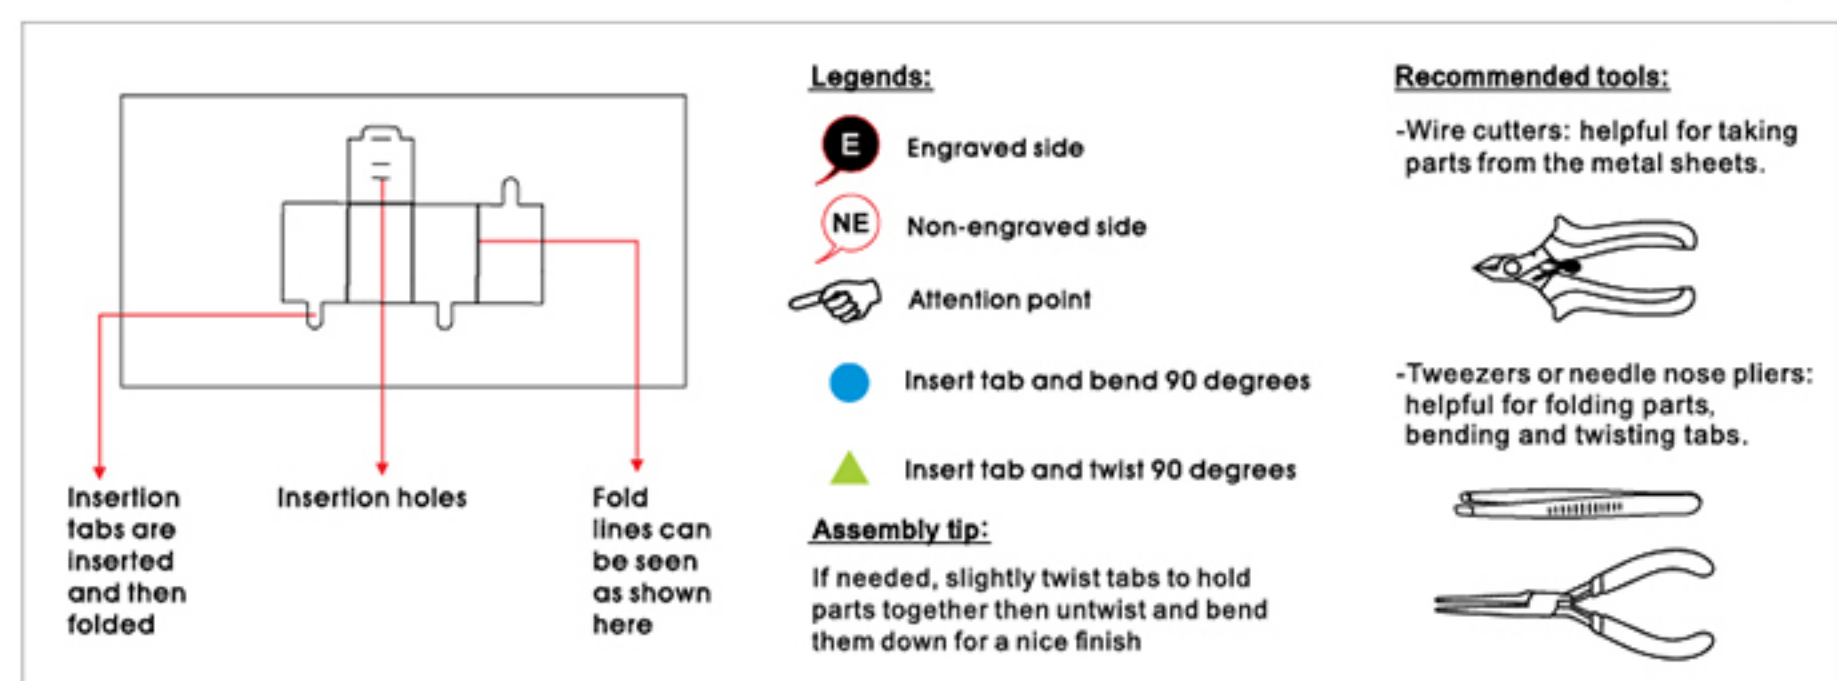 Legends:
E
Engraved side
NE
Non-engraved side
Attention point
Insert tab and bend 90 degrees
Insert tab and twist 90 degrees
Assembly tip:
If needed, slightly twist tabs to hold
parts together then untwist and bend
them down for a nice finish
Insertion
tabs are
inserted
and then
folded
Insertion holes
Fold
lines can
be seen
as shown
here
Recommended tools:
-Wire cutters: helpful for taking
parts from the metal sheets.
-Tweezers or needle nose pliers:
helpful for folding parts,
bending and twisting tabs.